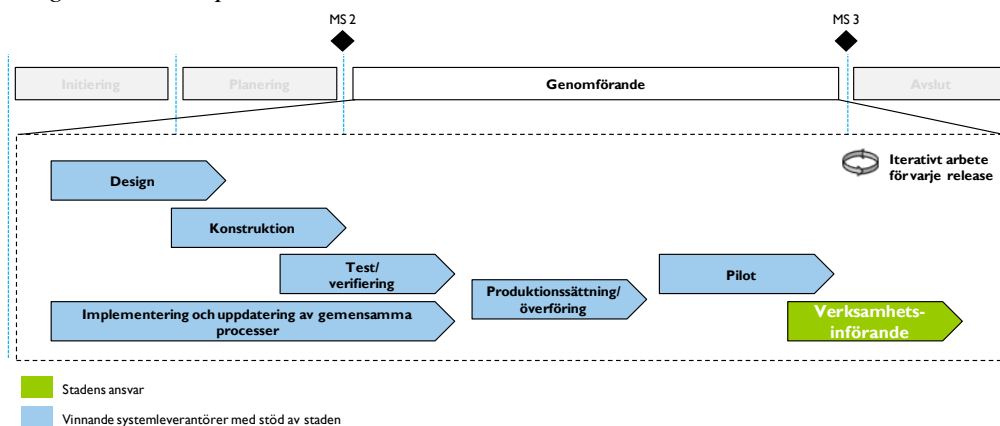 MS 2
MS 3
Initiering
Planering
Genomförande
Avslut
Iterativt arbete
för varje release
Design
Konstruktion
Test/
verifiering
Produktionssättning/
överföring
Pilot
Implementering och uppdatering av gemensamma
processer
Verksamhets-
införande
Stadens ansvar
Vinnande systemleverantörer med stöd av staden